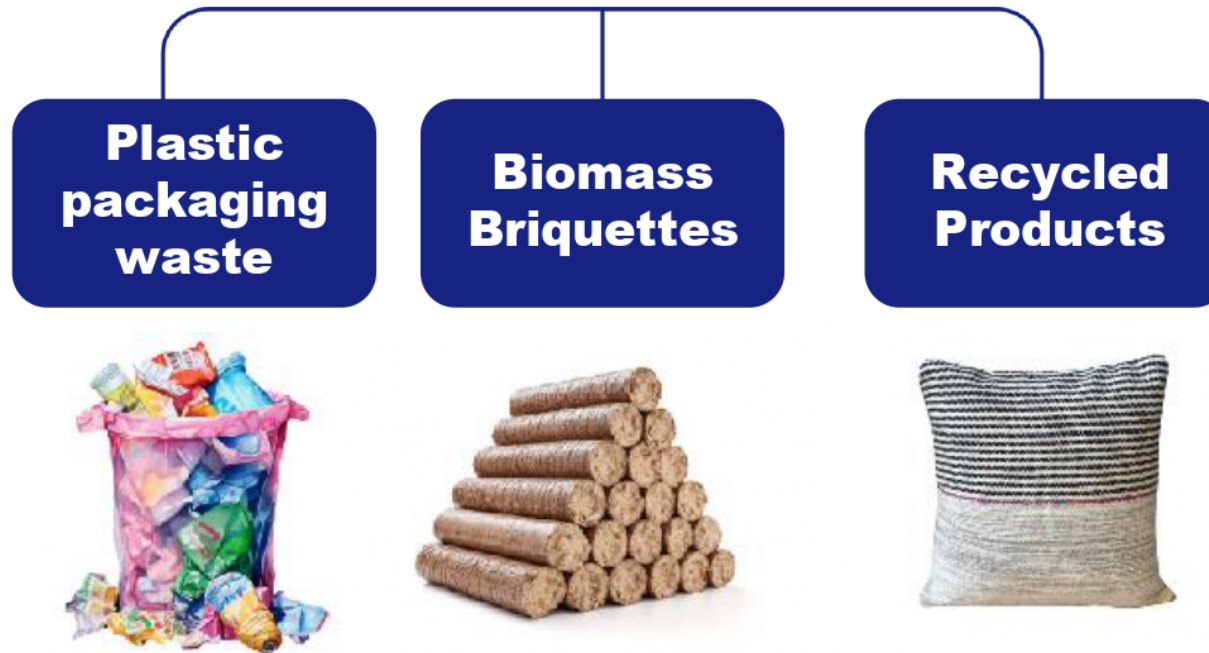 Plastic
packaging
waste
Biomass
Briquettes
Recycled
Products